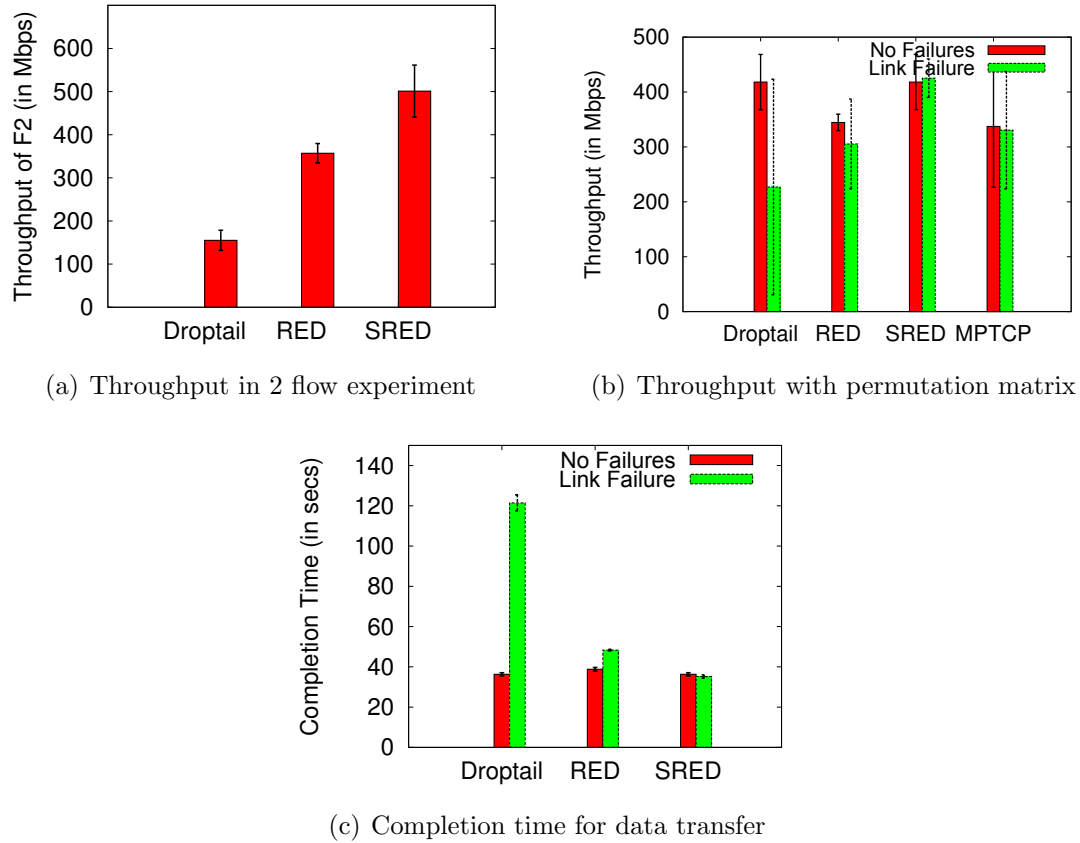 Throughput of F2 (in Mbps)
600
500
400
300
200
100
0
Droptail RED SRED
(a) Throughput in 2 flow experiment
Throughput (in Mbps)
500
400
300
200
100
0
No Failures
Link Failure
Droptail RED SRED MPTCP
(b) Throughput with permutation matrix
Completion Time (in secs)
140
120
100
80
60
40
20
0
No Failures
Link Failure
Droptail RED SRED
(c) Completion time for data transfer